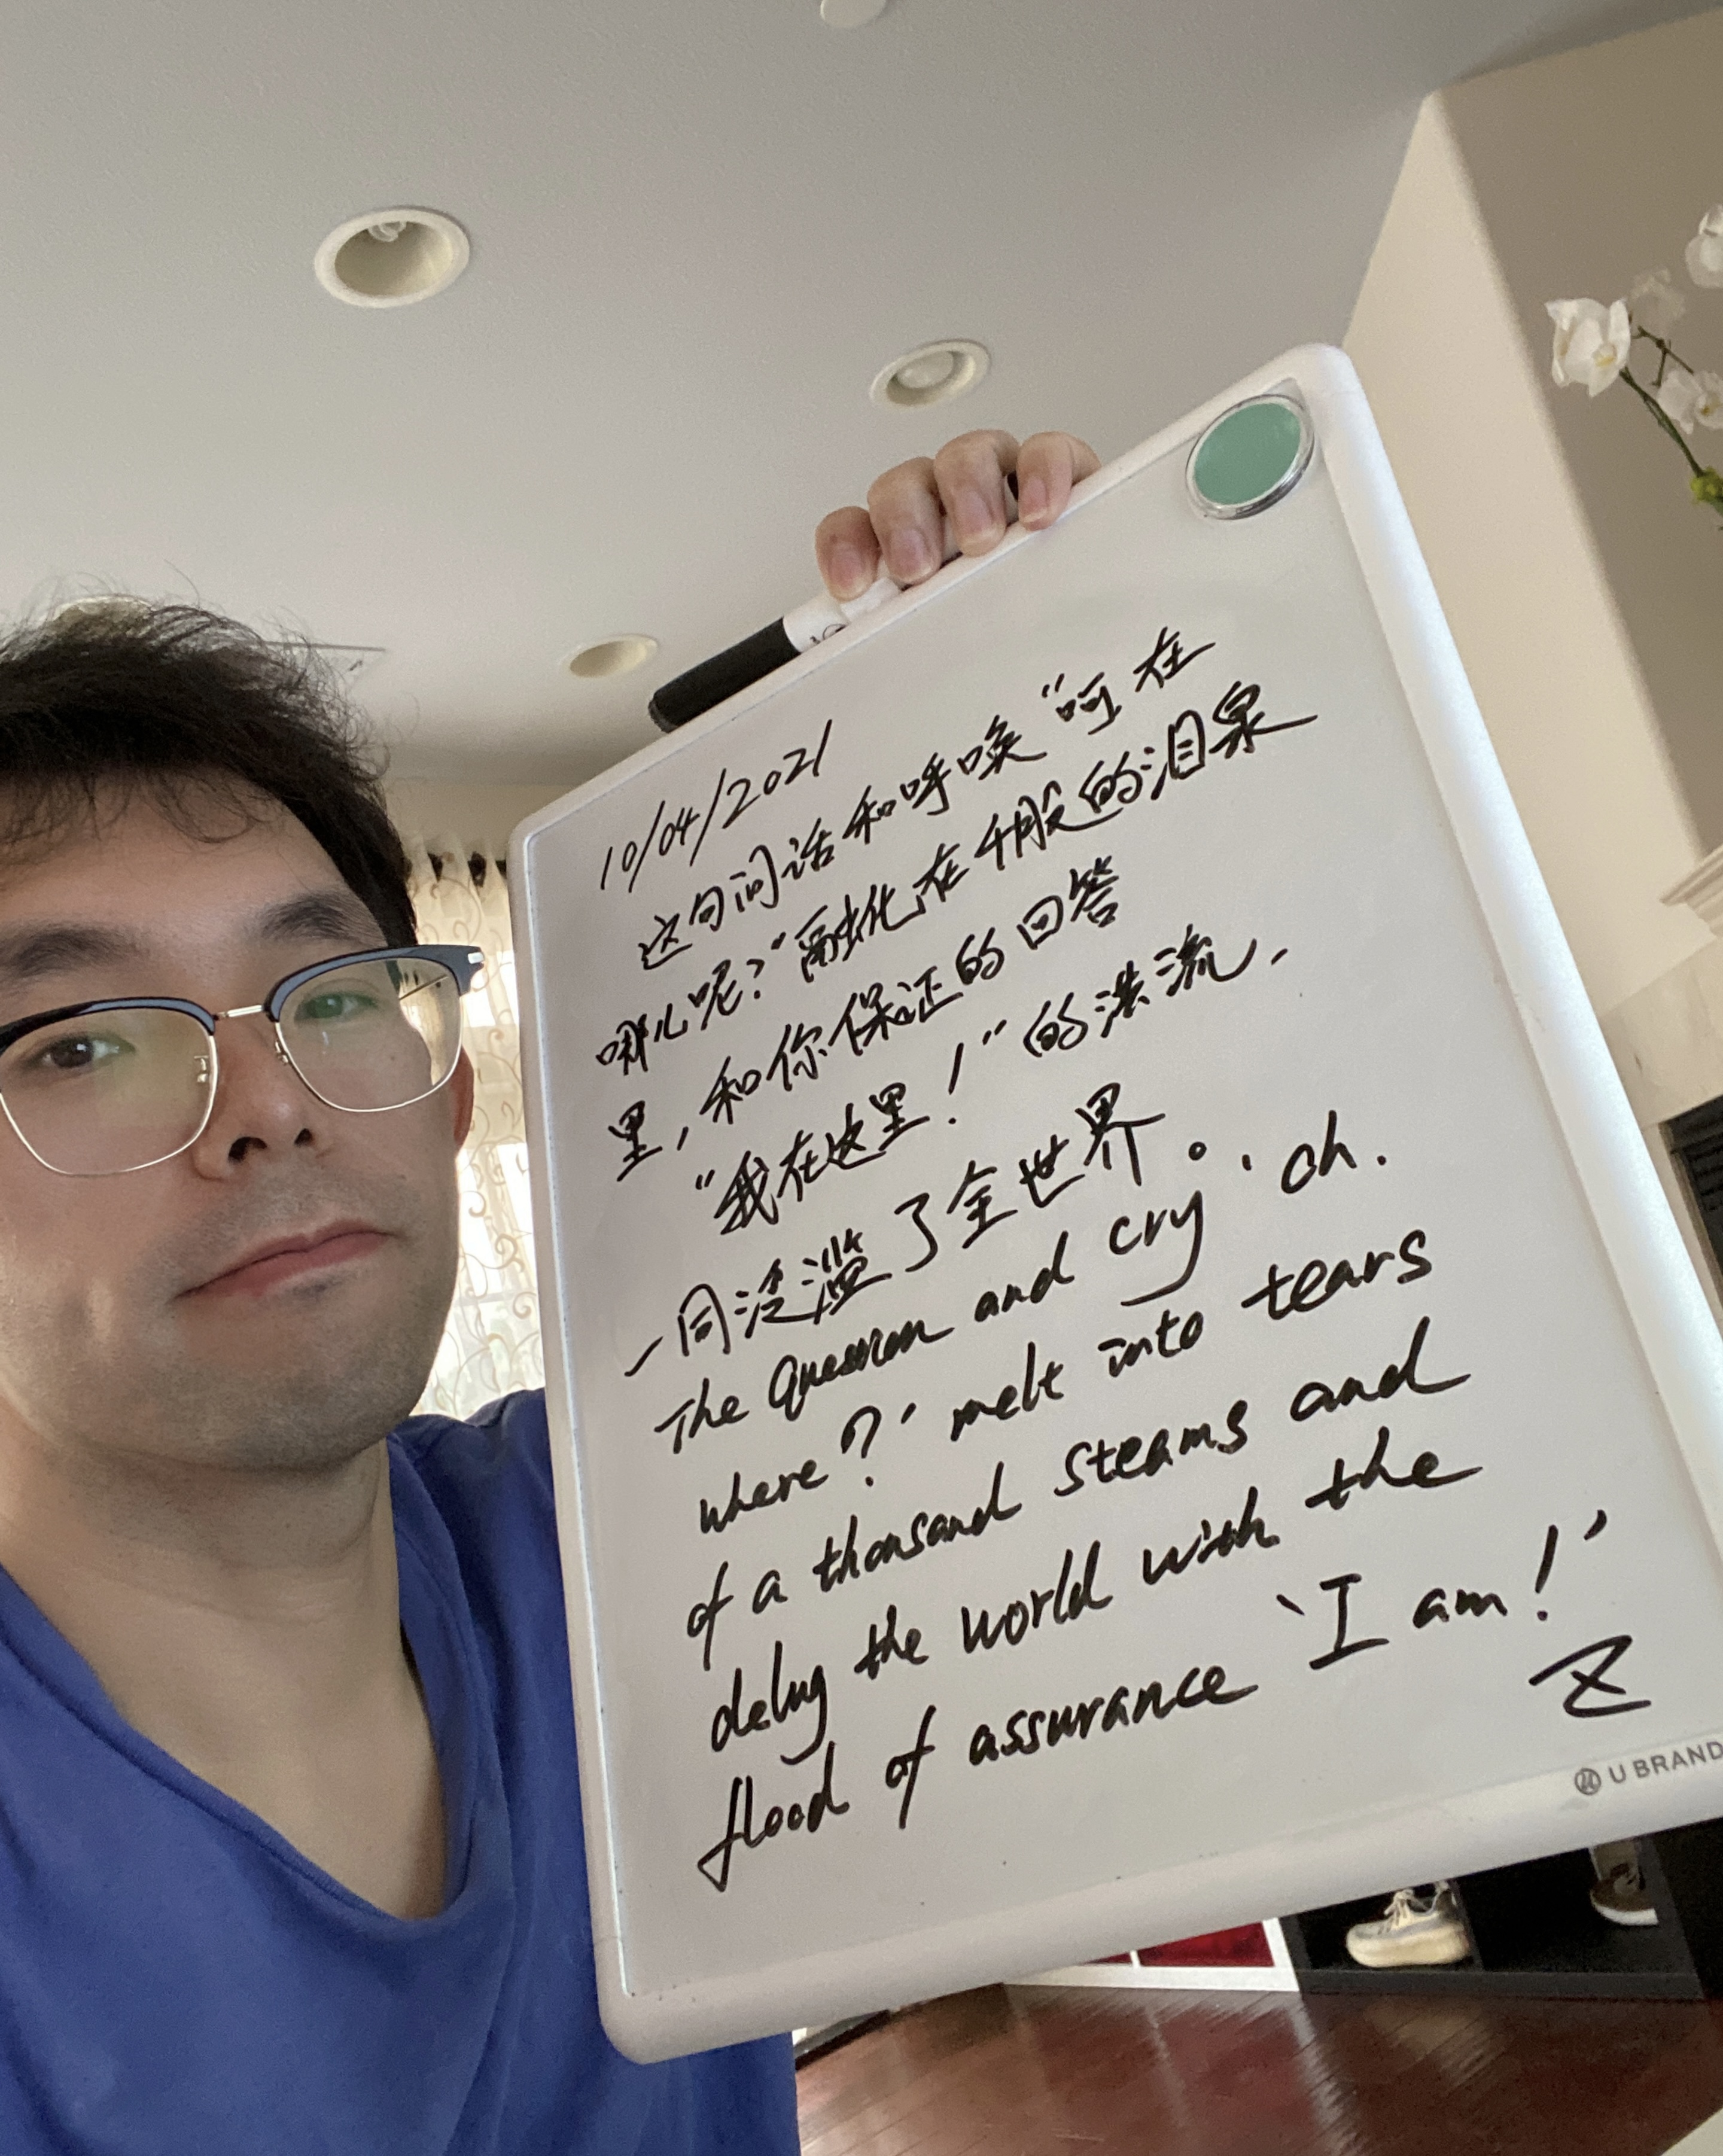 10/04/2021
这句问话和呼唤“呵在
哪儿呢?”融化在千股的泪泉
里,和你保证的回答
“我在这里!”的洪流,
一同泛滥了全世界。
The Question and cry 'oh.
where?' melt into tears
of a thousand steams and
delug the world with the
flood of assurance 'I am!'
Z
U BRAND